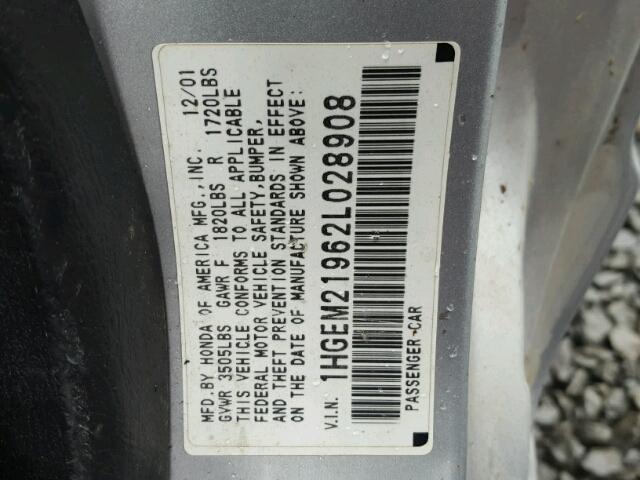 MFD. BY HONDA OF AMERICA MFG., INC. 12/01
GVWR 3505LBS GAWR F 1820LBS R 1720LBS
THIS VEHICLE CONFORMS TO ALL APPLICABLE
FEDERAL MOTOR VEHICLE SAFETY, BUMPER,
AND THEFT PREVENTION STANDARDS IN EFFECT
ON THE DATE OF MANUFACTURE SHOWN ABOVE:
V.I.N. 1HGEM21962L028908
PASSENGER-CAR